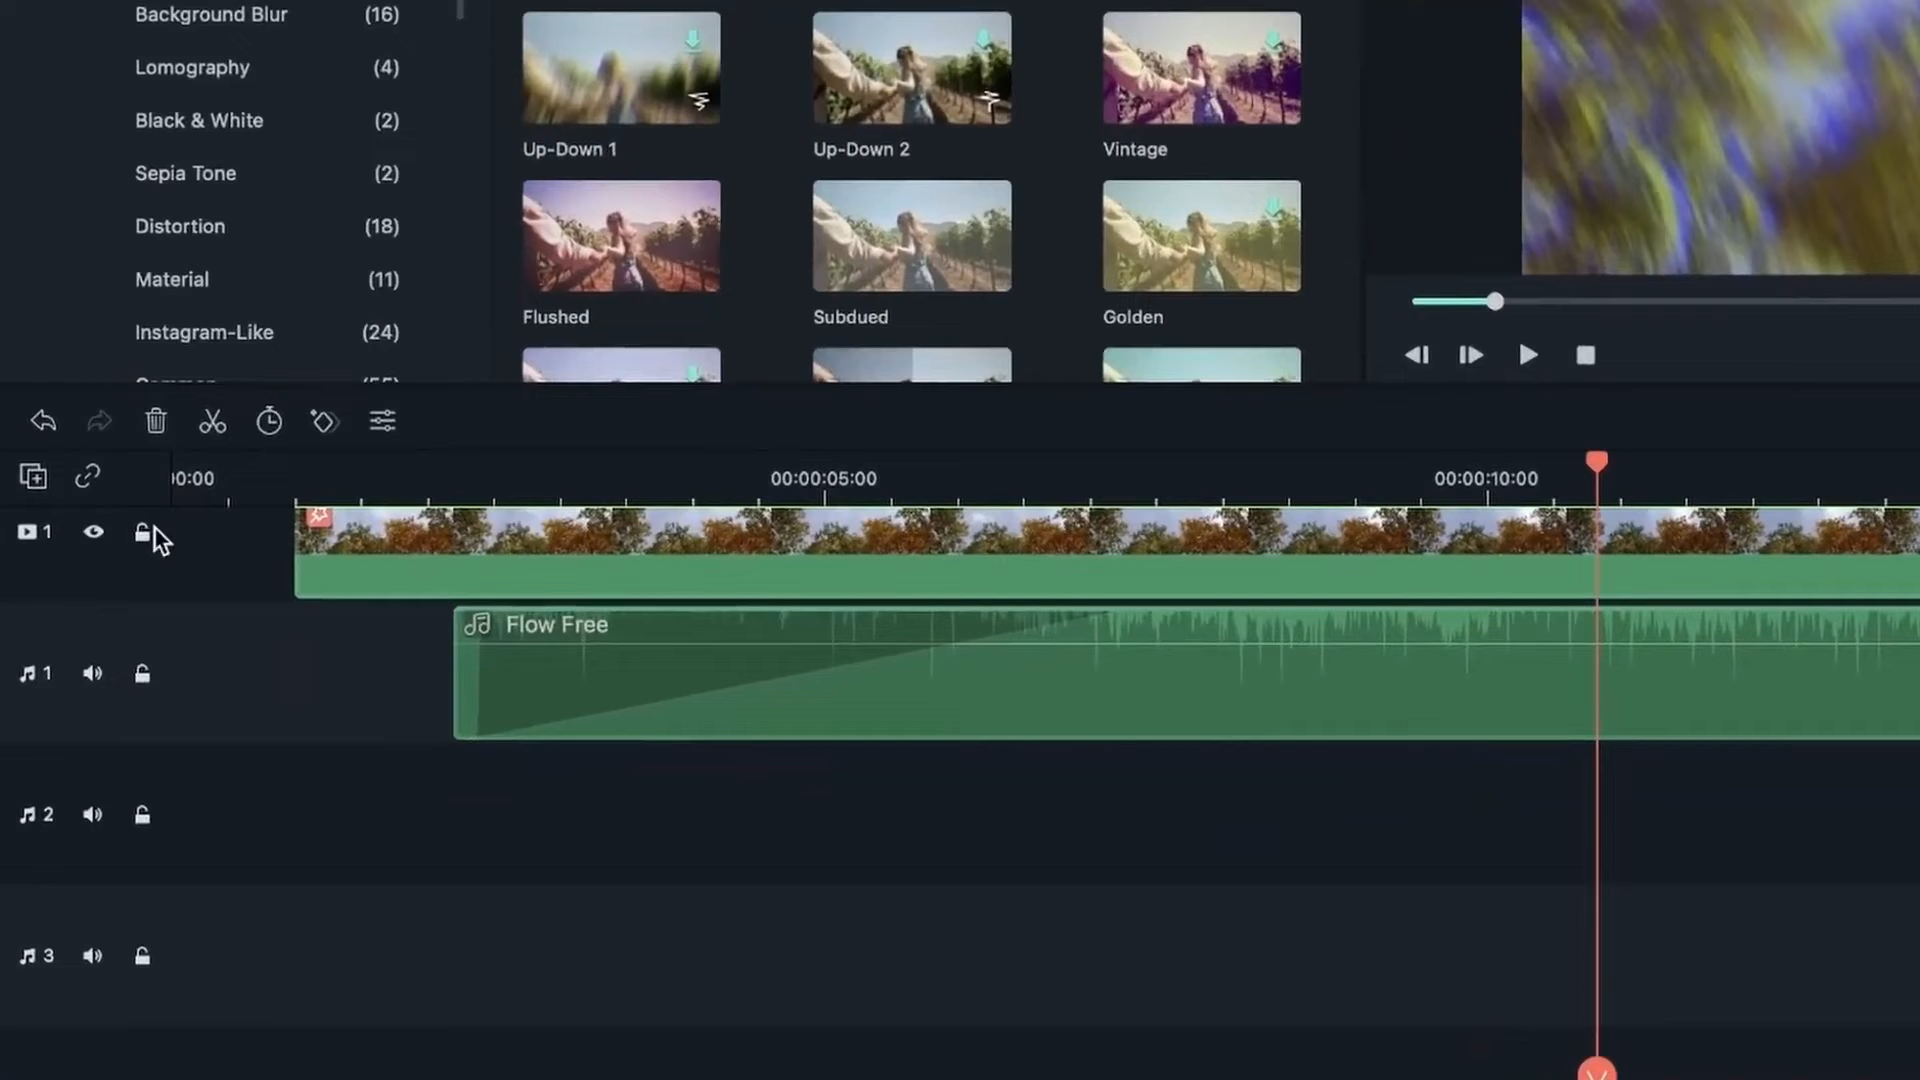 Background Blur (16)
Lomography (4)
Black & White (2)
Sepia Tone (2)
Distortion (18)
Material (11)
Instagram-Like (24)
Up-Down 1
Up-Down 2
Vintage
Flushed
Subdued
Golden
00:00
00:00:05:00
00:00:10:00
1
Flow Free
1
2
3